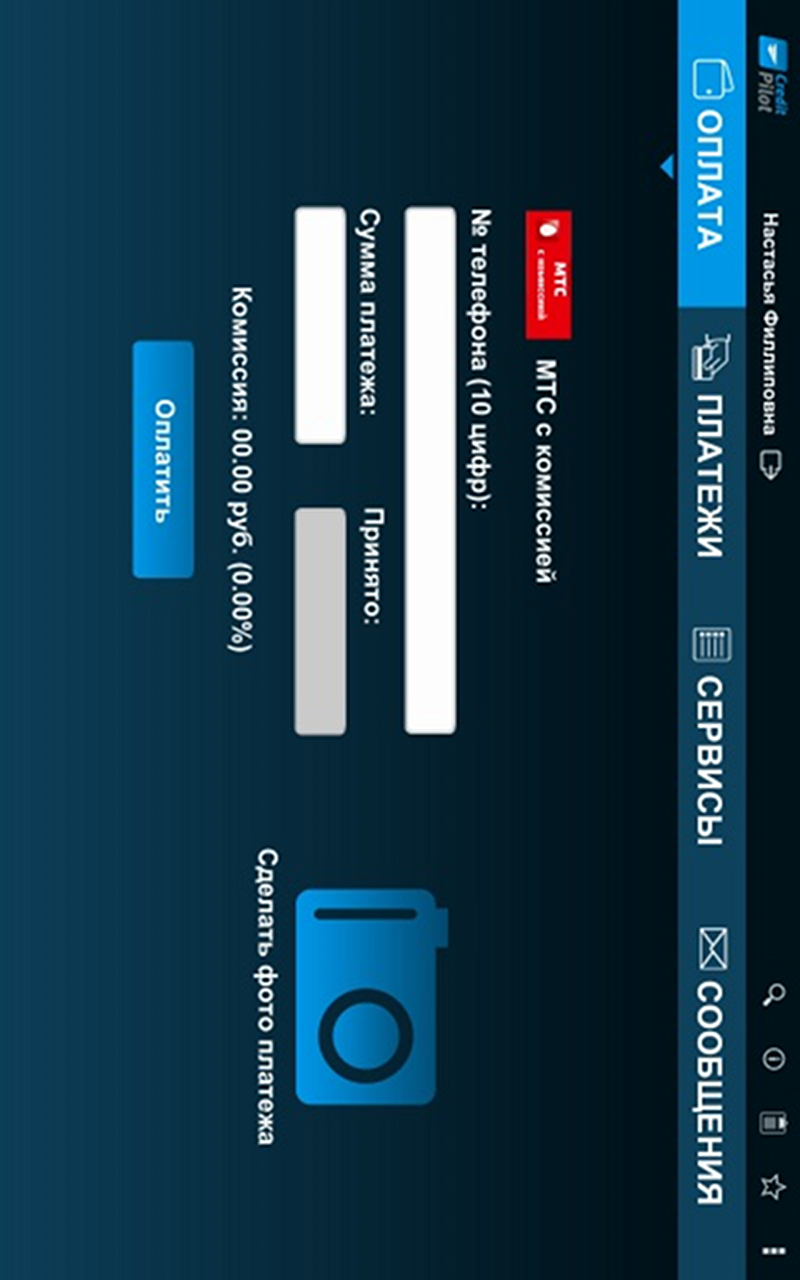 Credit
Pilot
Настасья Филлиповна
ОПЛАТА
ПЛАТЕЖИ
СЕРВИСЫ
СООБЩЕНИЯ
МТС
с комиссией
МТС с комиссией
№ телефона (10 цифр):
Сумма платежа:
Принято:
Комиссия: 00.00 руб. (0.00%)
Оплатить
Сделать фото платежа